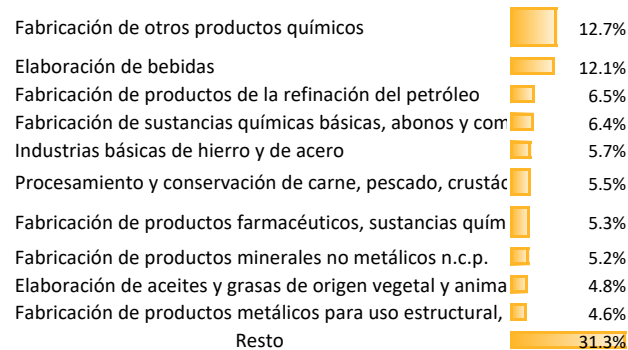 Fabricación de otros productos químicos 12.7%
Elaboración de bebidas 12.1%
Fabricación de productos de la refinación del petróleo 6.5%
Fabricación de sustancias químicas básicas, abonos y com 6.4%
Industrias básicas de hierro y de acero 5.7%
Procesamiento y conservación de carne, pescado, crustác 5.5%
Fabricación de productos farmacéuticos, sustancias quím 5.3%
Fabricación de productos minerales no metálicos n.c.p. 5.2%
Elaboración de aceites y grasas de origen vegetal y anima 4.8%
Fabricación de productos metálicos para uso estructural, 4.6%
Resto 31.3%